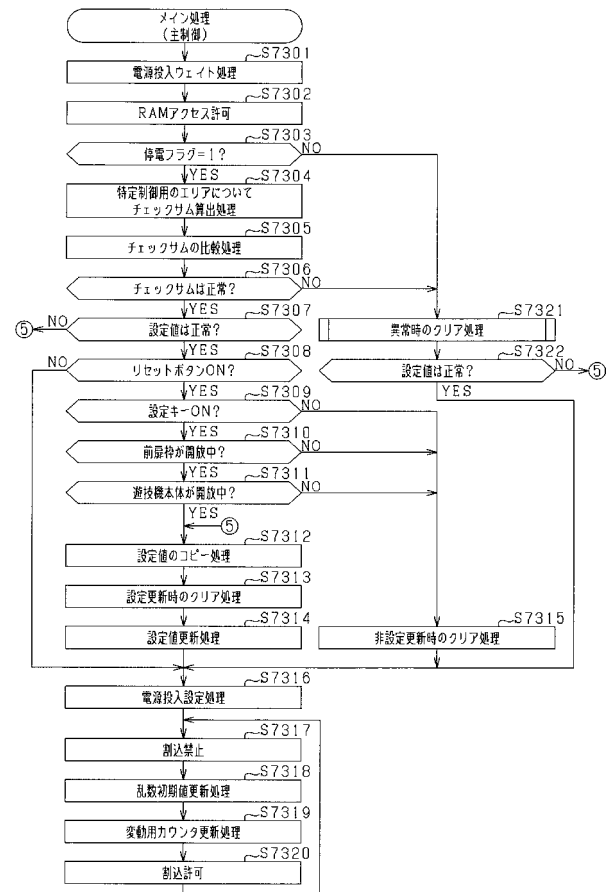 メイン処理
(主制御)
S7301
電源投入ウェイト処理
S7302
RAMアクセス許可
S7303
停電フラグ=1?
NO
YES
S7304
特定制御用のエリアについて
チェックサム算出処理
S7305
チェックサムの比較処理
S7306
チェックサムは正常?
NO
YES
S7307
S7321
⑤
NO
設定値は正常?
異常時のクリア処理
YES
S7308
S7322
NO
リセットボタンON?
設定値は正常?
NO
⑤
YES
S7309
YES
設定キーON?
NO
YES
S7310
前扉枠が開放中?
NO
YES
S7311
遊技機本体が開放中?
NO
YES
⑤
S7312
設定値のコピー処理
S7313
設定更新時のクリア処理
S7314
S7315
設定値更新処理
非設定更新時のクリア処理
S7316
電源投入設定処理
S7317
割込禁止
S7318
乱数初期値更新処理
S7319
変動用カウンタ更新処理
S7320
割込許可